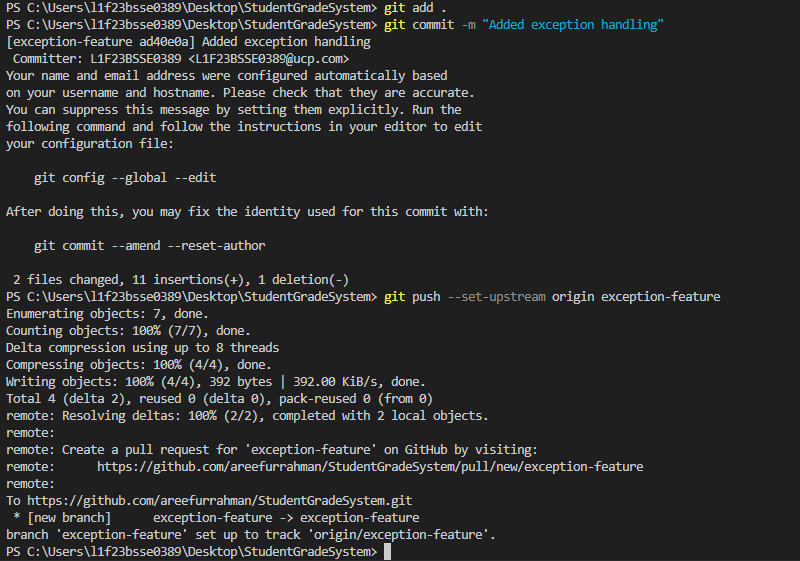 PS C:\Users\l1f23bsse0389\Desktop\StudentGradeSystem> git add .
PS C:\Users\l1f23bsse0389\Desktop\StudentGradeSystem> git commit -m "Added exception handling"
[exception-feature ad40e0a] Added exception handling
 Committer: L1F23BSSE0389 <L1F23BSSE0389@ucp.com>
Your name and email address were configured automatically based
on your username and hostname. Please check that they are accurate.
You can suppress this message by setting them explicitly. Run the
following command and follow the instructions in your editor to edit
your configuration file:

    git config --global --edit

After doing this, you may fix the identity used for this commit with:

    git commit --amend --reset-author

 2 files changed, 11 insertions(+), 1 deletion(-)
PS C:\Users\l1f23bsse0389\Desktop\StudentGradeSystem> git push --set-upstream origin exception-feature
Enumerating objects: 7, done.
Counting objects: 100% (7/7), done.
Delta compression using up to 8 threads
Compressing objects: 100% (4/4), done.
Writing objects: 100% (4/4), 392 bytes | 392.00 KiB/s, done.
Total 4 (delta 2), reused 0 (delta 0), pack-reused 0 (from 0)
remote: Resolving deltas: 100% (2/2), completed with 2 local objects.
remote:
remote: Create a pull request for 'exception-feature' on GitHub by visiting:
remote:      https://github.com/areefurrahman/StudentGradeSystem/pull/new/exception-feature
remote:
To https://github.com/areefurrahman/StudentGradeSystem.git
 * [new branch]      exception-feature -> exception-feature
branch 'exception-feature' set up to track 'origin/exception-feature'.
PS C:\Users\l1f23bsse0389\Desktop\StudentGradeSystem>